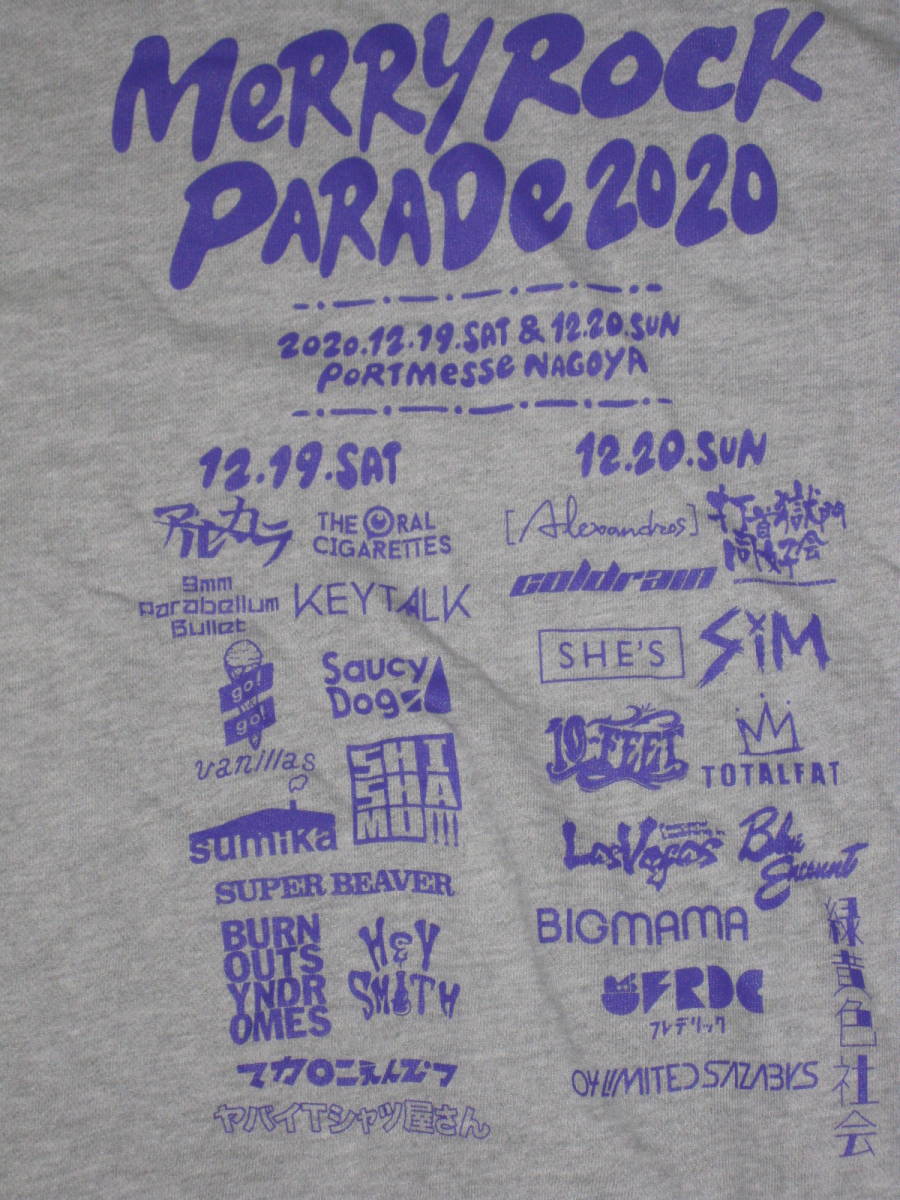 MeRRY ROCK
PARADe 2020
2020.12.19.SAT & 12.20.SUN
PORTMesse NAGOYA
12.19.SAT
アルカラ
THE ORAL
CIGARETTES
9mm
Parabellum
Bullet
KEYTALK
go!
go!
vanillas
Saucy
Dog
SHI
SHA
MO!!!
sumika
SUPER BEAVER
BURN
OUTS
YNDR
OMES
HEY
SMITH
マカロニえんぴつ
ヤバイTシャツ屋さん
12.20.SUN
[Alexandros]
打首獄門
同好会
coldrain
SHE'S
SiM
10-FEET
TOTALFAT
LasVegas
Blue
Encount
BIGMAMA
FRDC
フレデリック
04 LIMITED SAZABYS
緑黄色社会